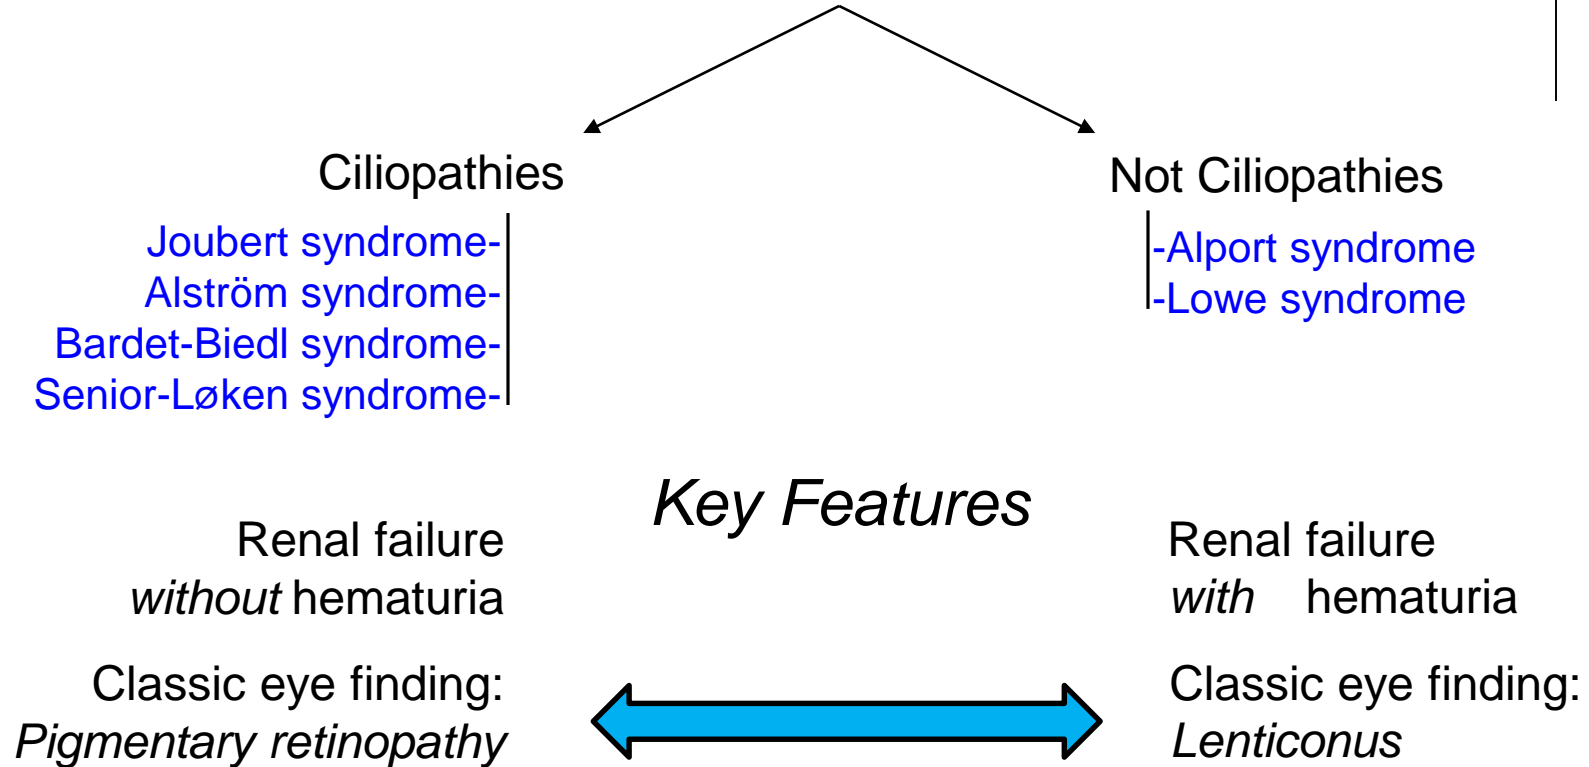 Ciliopathies
Joubert syndrome-
Alström syndrome-
Bardet-Biedl syndrome-
Senior-Løken syndrome-
Not Ciliopathies
-Alport syndrome
-Lowe syndrome
Key Features
Renal failure
without hematuria
Classic eye finding:
Pigmentary retinopathy
Renal failure
with hematuria
Classic eye finding:
Lenticonus